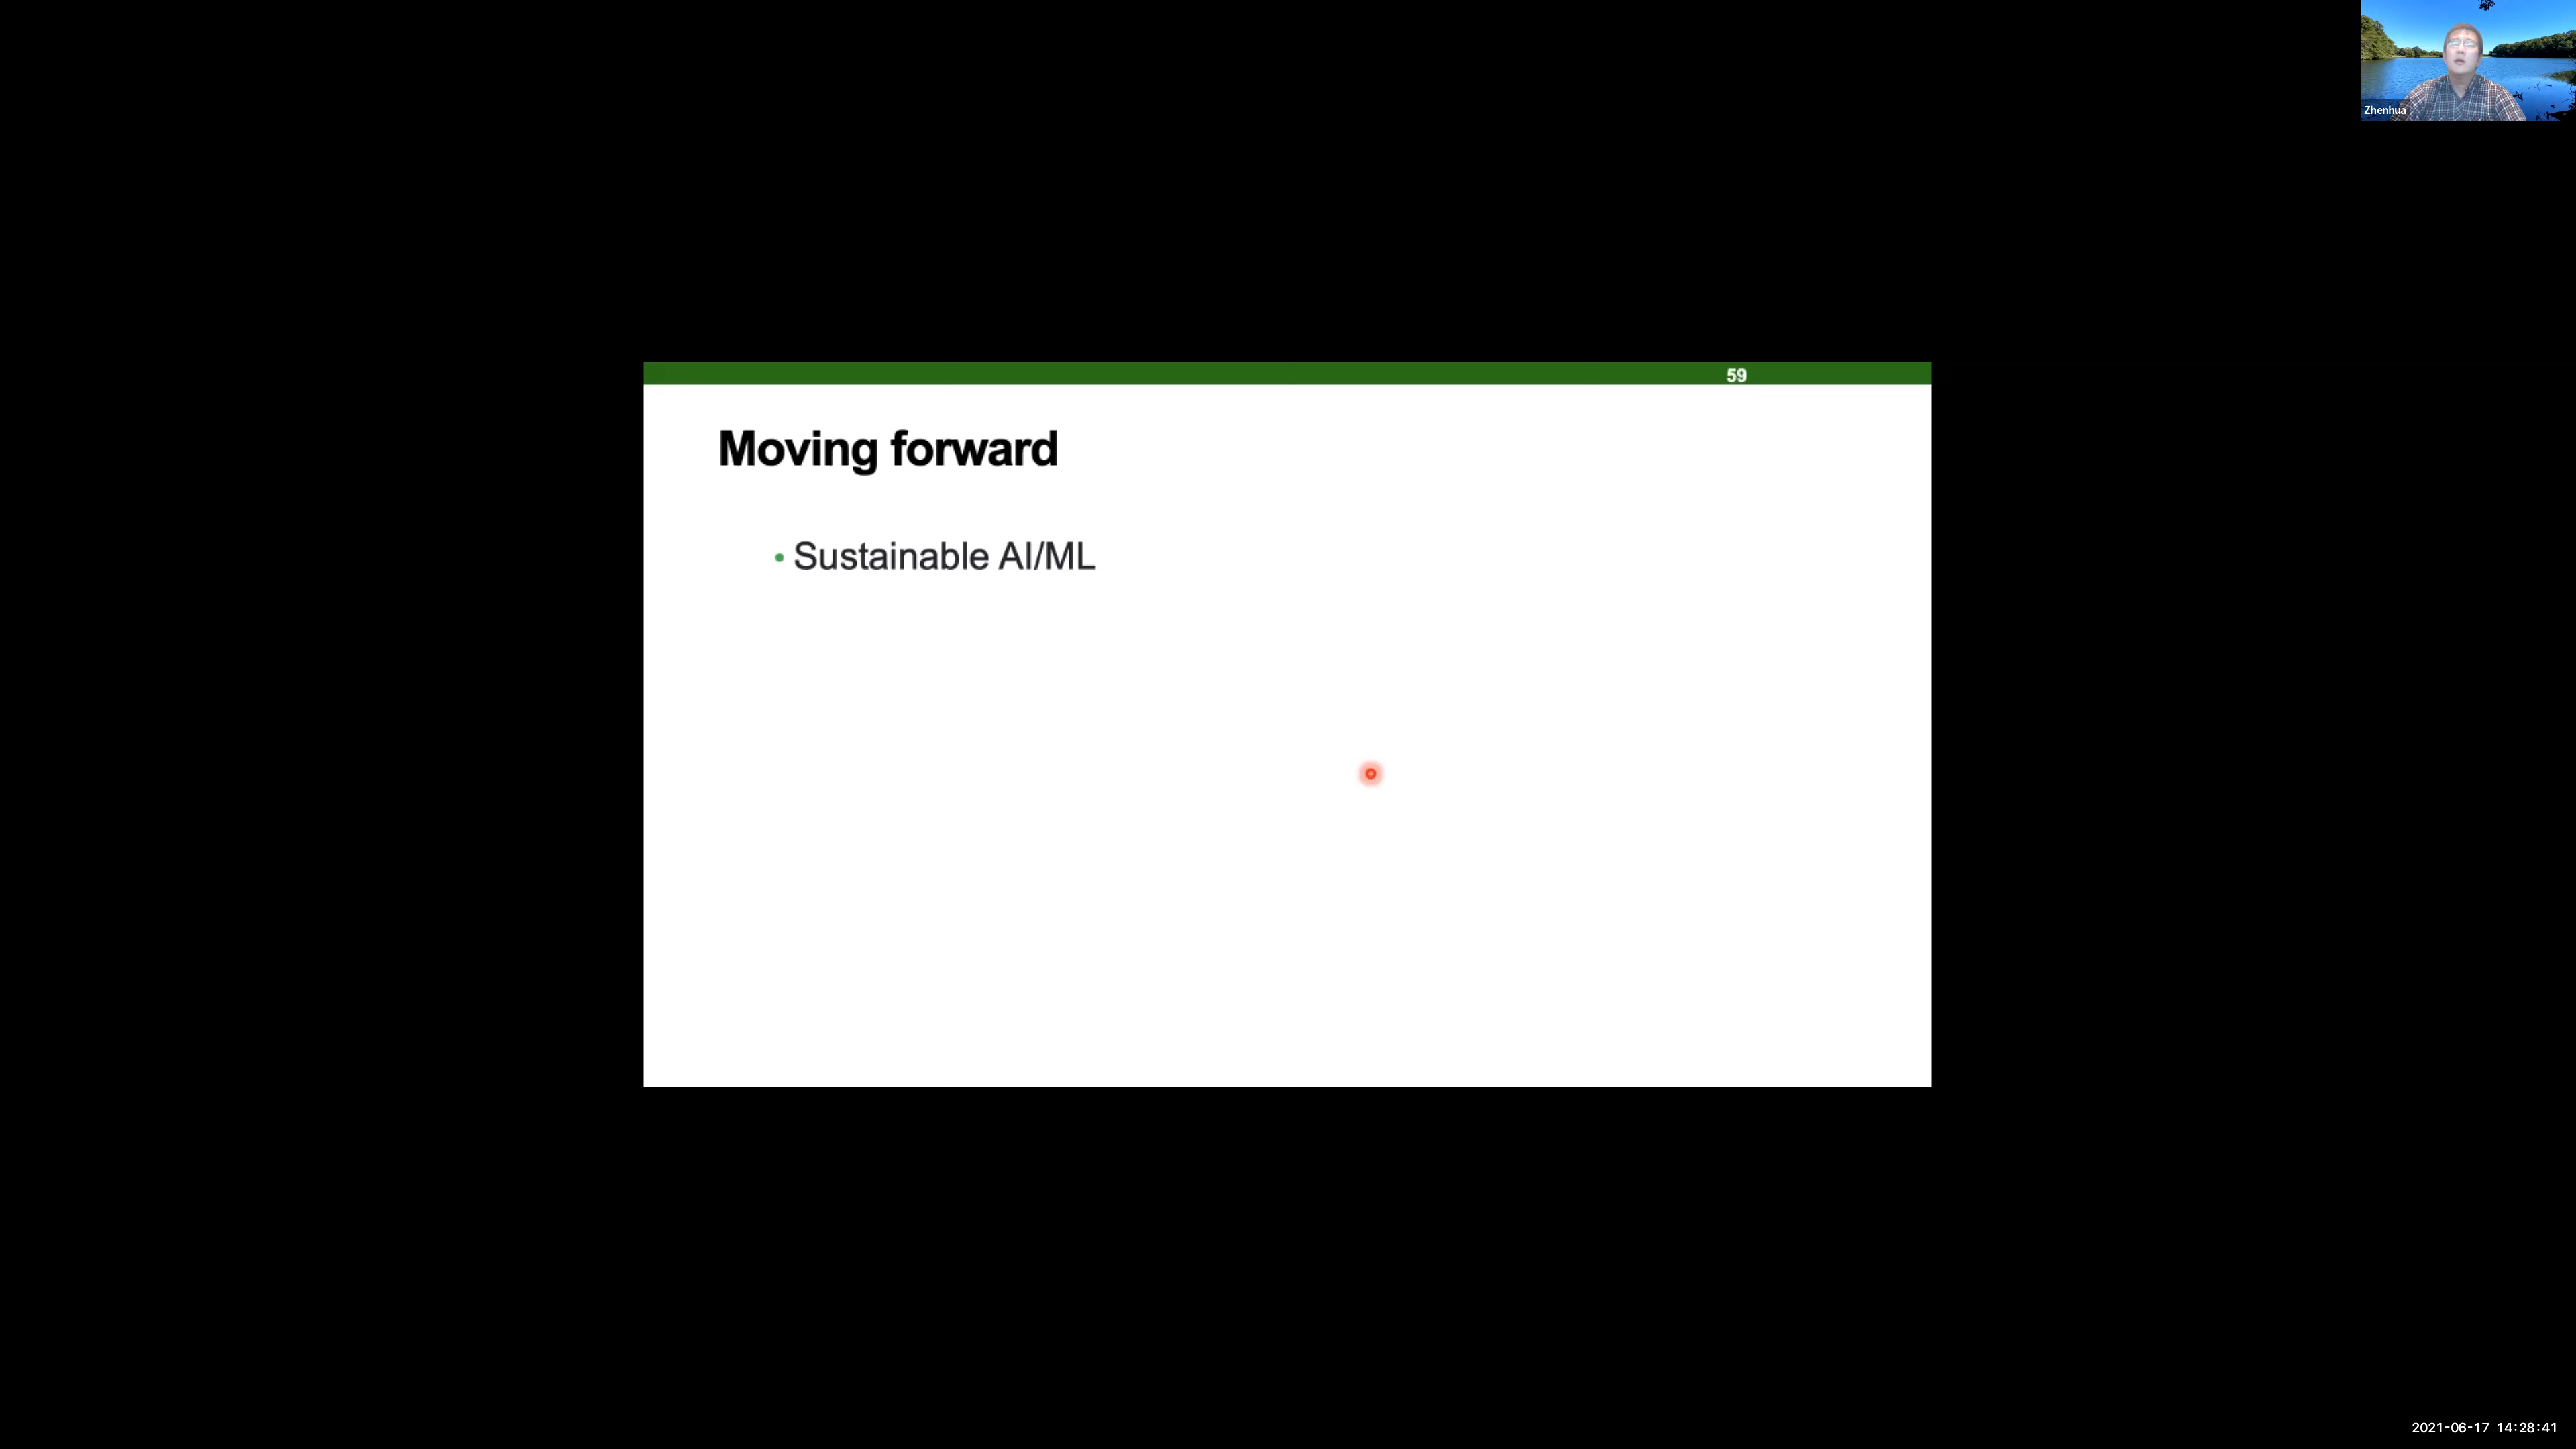 Zhenhua
59
Moving forward
• Sustainable AI/ML
2021-06-17 14:28:41